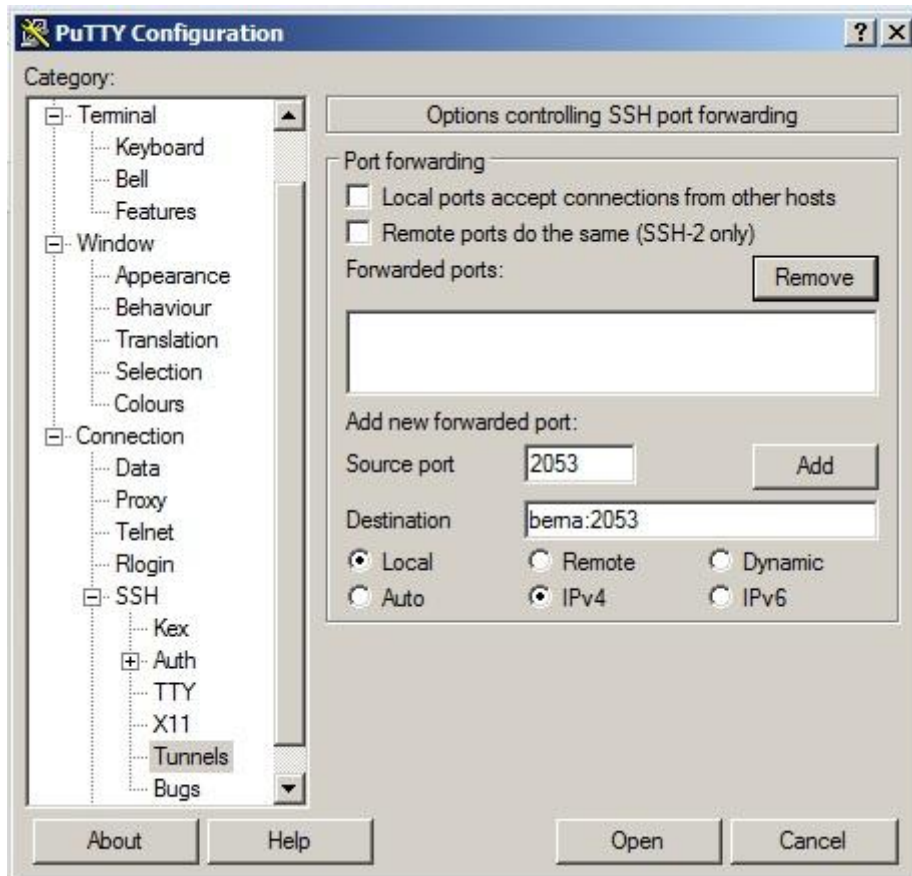 PuTTY Configuration
Category:
Terminal
Keyboard
Bell
Features
Window
Appearance
Behaviour
Translation
Selection
Colours
Connection
Data
Proxy
Telnet
Rlogin
SSH
Kex
Auth
TTY
X11
Tunnels
Bugs
Options controlling SSH port forwarding
Port forwarding
Local ports accept connections from other hosts
Remote ports do the same (SSH-2 only)
Forwarded ports:
Remove
Add new forwarded port:
Source port 2053 Add
Destination bema:2053
Local Remote Dynamic
Auto IPv4 IPv6
About Help Open Cancel